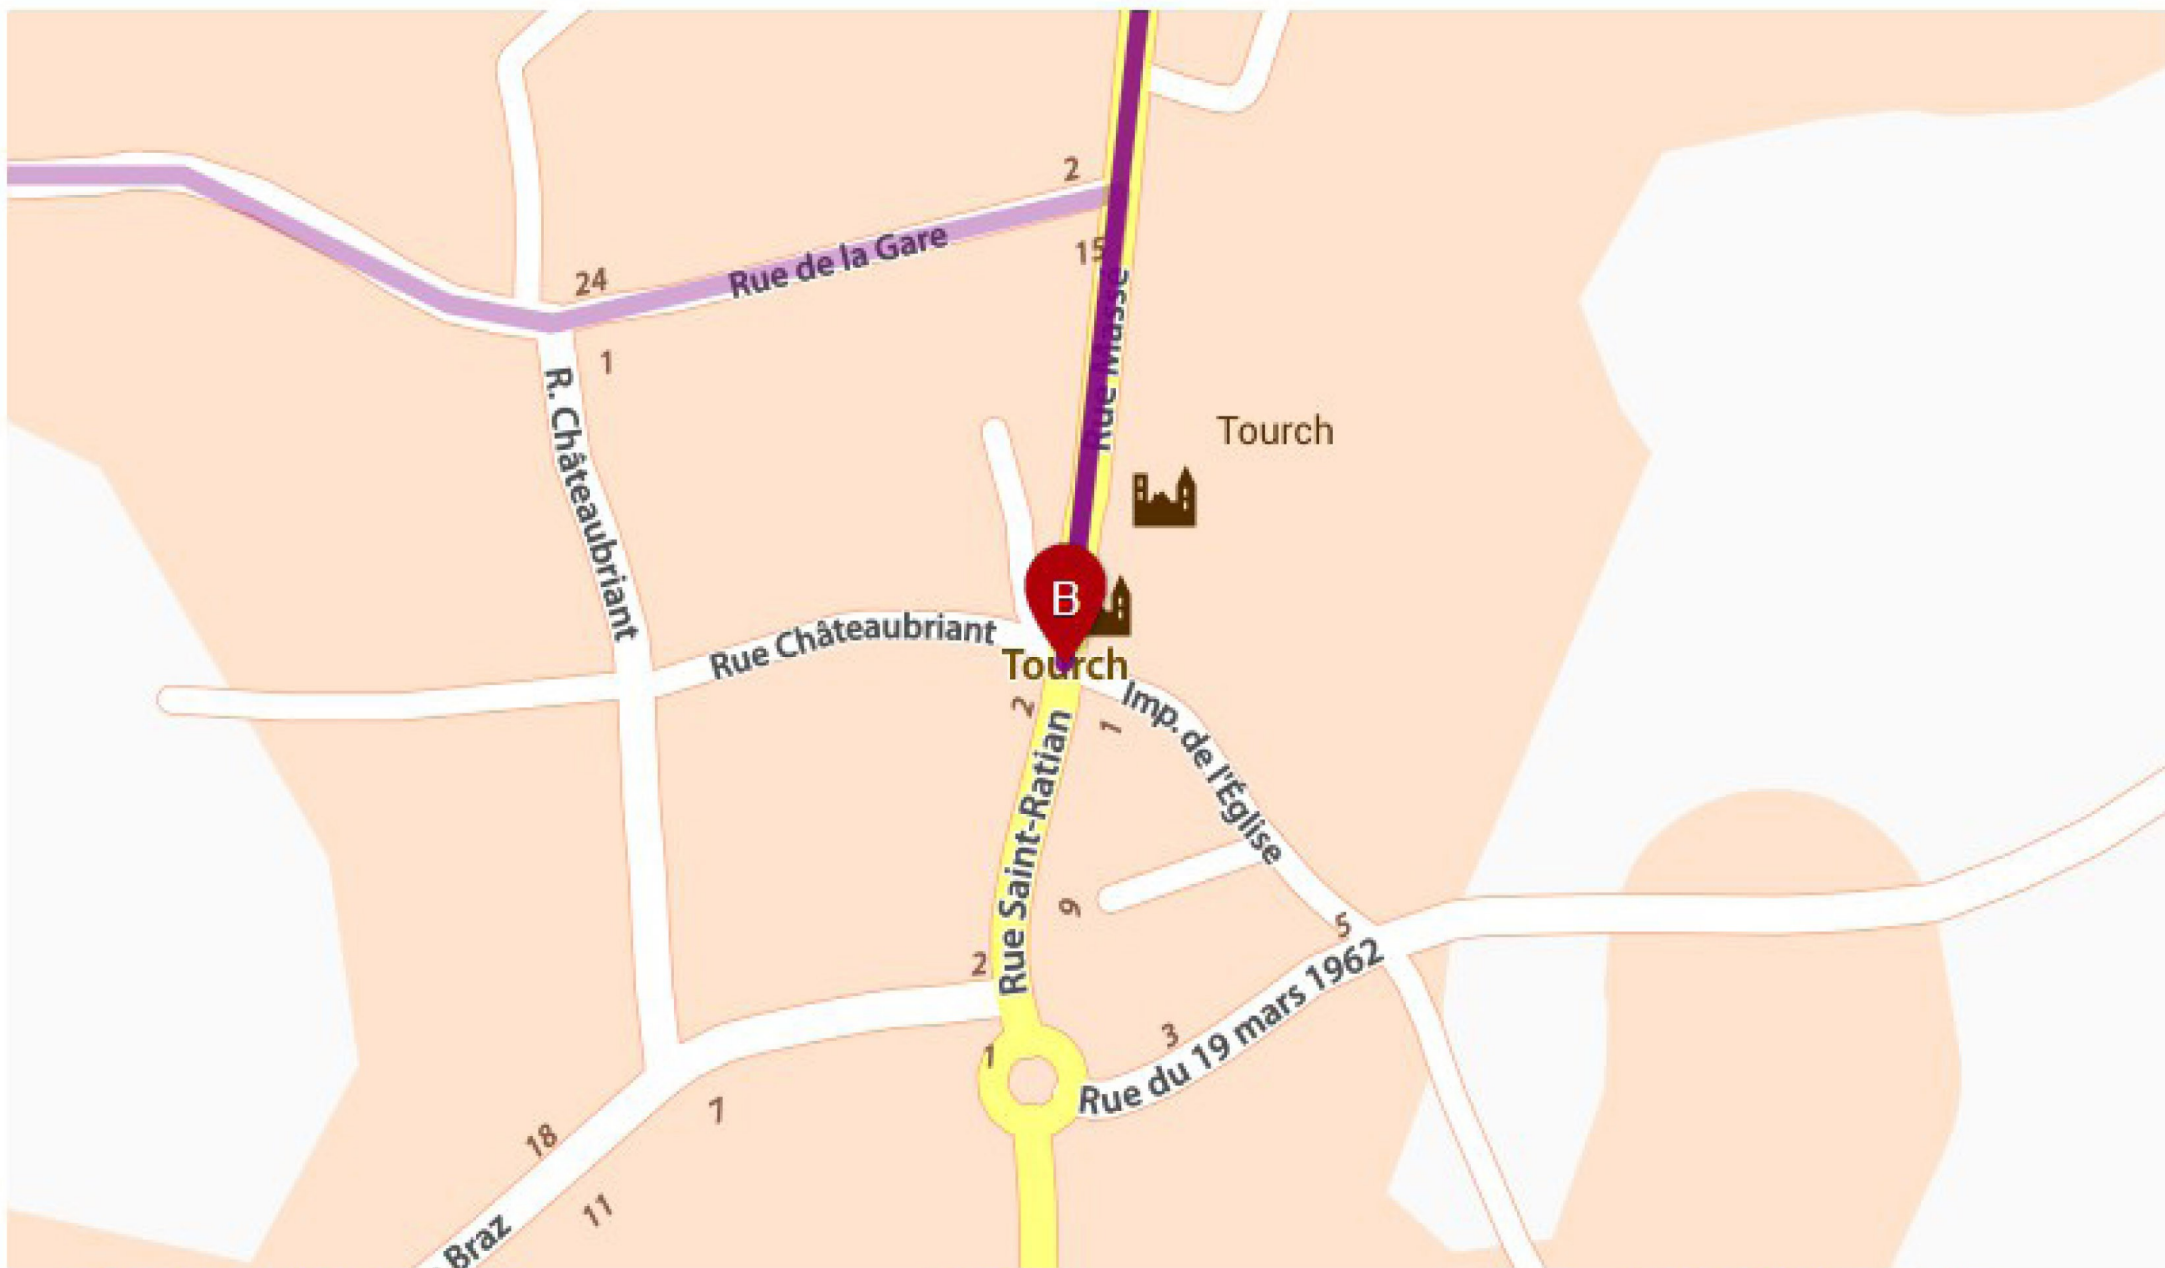 2
Rue de la Gare
15
24
Rue Massé
1
R. Châteaubriant
Tourch
B
Rue Châteaubriant
Tourch
2
1
Imp. de l'Église
Rue Saint-Ratian
9
5
2
Rue du 19 mars 1962
3
1
7
18
11
Braz